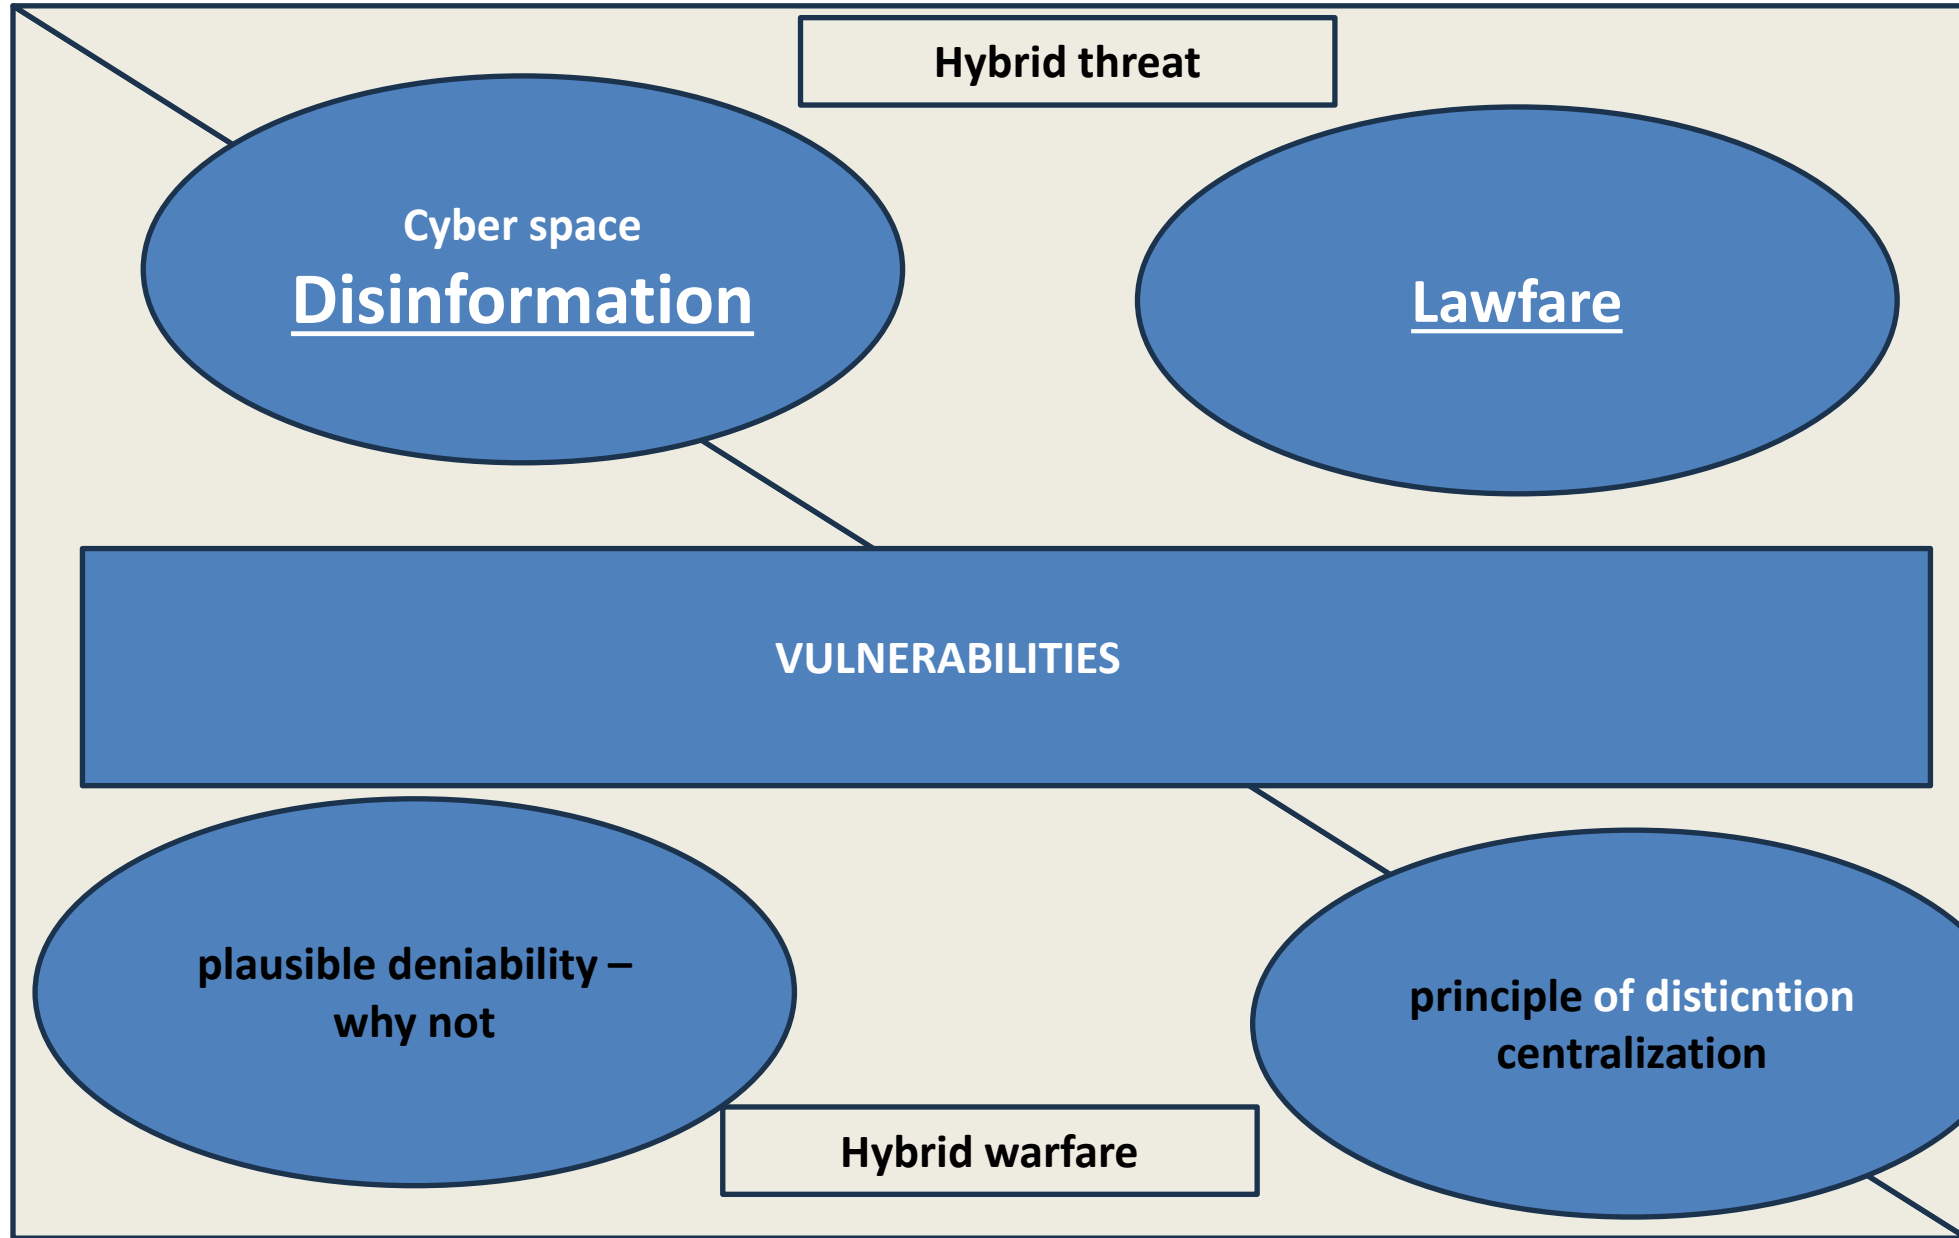 Hybrid threat
Cyber space
Disinformation
Lawfare
VULNERABILITIES
plausible deniability –
why not
principle of disticntion
centralization
Hybrid warfare